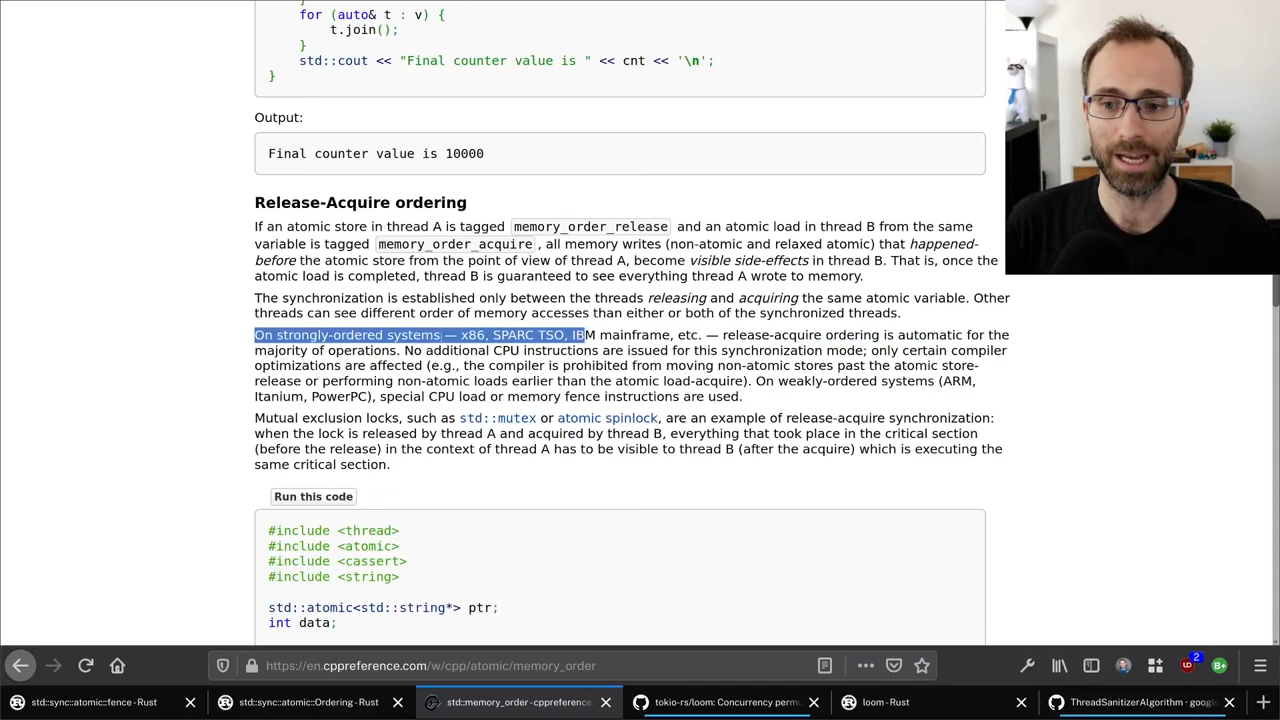 }
for (auto& t : v) {
t.join();
}
std::cout << "Final counter value is " << cnt << '\n';
}
Output:
Final counter value is 10000
Release-Acquire ordering
If an atomic store in thread A is tagged memory_order_release and an atomic load in thread B from the same
variable is tagged memory_order_acquire, all memory writes (non-atomic and relaxed atomic) that happened-
before the atomic store from the point of view of thread A, become visible side-effects in thread B. That is, once the
atomic load is completed, thread B is guaranteed to see everything thread A wrote to memory.
The synchronization is established only between the threads releasing and acquiring the same atomic variable. Other
threads can see different order of memory accesses than either or both of the synchronized threads.
On strongly-ordered systems — x86, SPARC TSO, IBM mainframe, etc. — release-acquire ordering is automatic for the
majority of operations. No additional CPU instructions are issued for this synchronization mode; only certain compiler
optimizations are affected (e.g., the compiler is prohibited from moving non-atomic stores past the atomic store-
release or performing non-atomic loads earlier than the atomic load-acquire). On weakly-ordered systems (ARM,
Itanium, PowerPC), special CPU load or memory fence instructions are used.
Mutual exclusion locks, such as std::mutex or atomic spinlock, are an example of release-acquire synchronization:
when the lock is released by thread A and acquired by thread B, everything that took place in the critical section
(before the release) in the context of thread A has to be visible to thread B (after the acquire) which is executing the
same critical section.
Run this code
#include <thread>
#include <atomic>
#include <cassert>
#include <string>
std::atomic<std::string*> ptr;
int data;
https://en.cppreference.com/w/cpp/atomic/memory_order
2
std::sync::atomic::fence - Rust
std::sync::atomic::Ordering - Rust
std::memory_order - cppreference.
tokio-rs/loom: Concurrency permu
loom - Rust
ThreadSanitizerAlgorithm · google